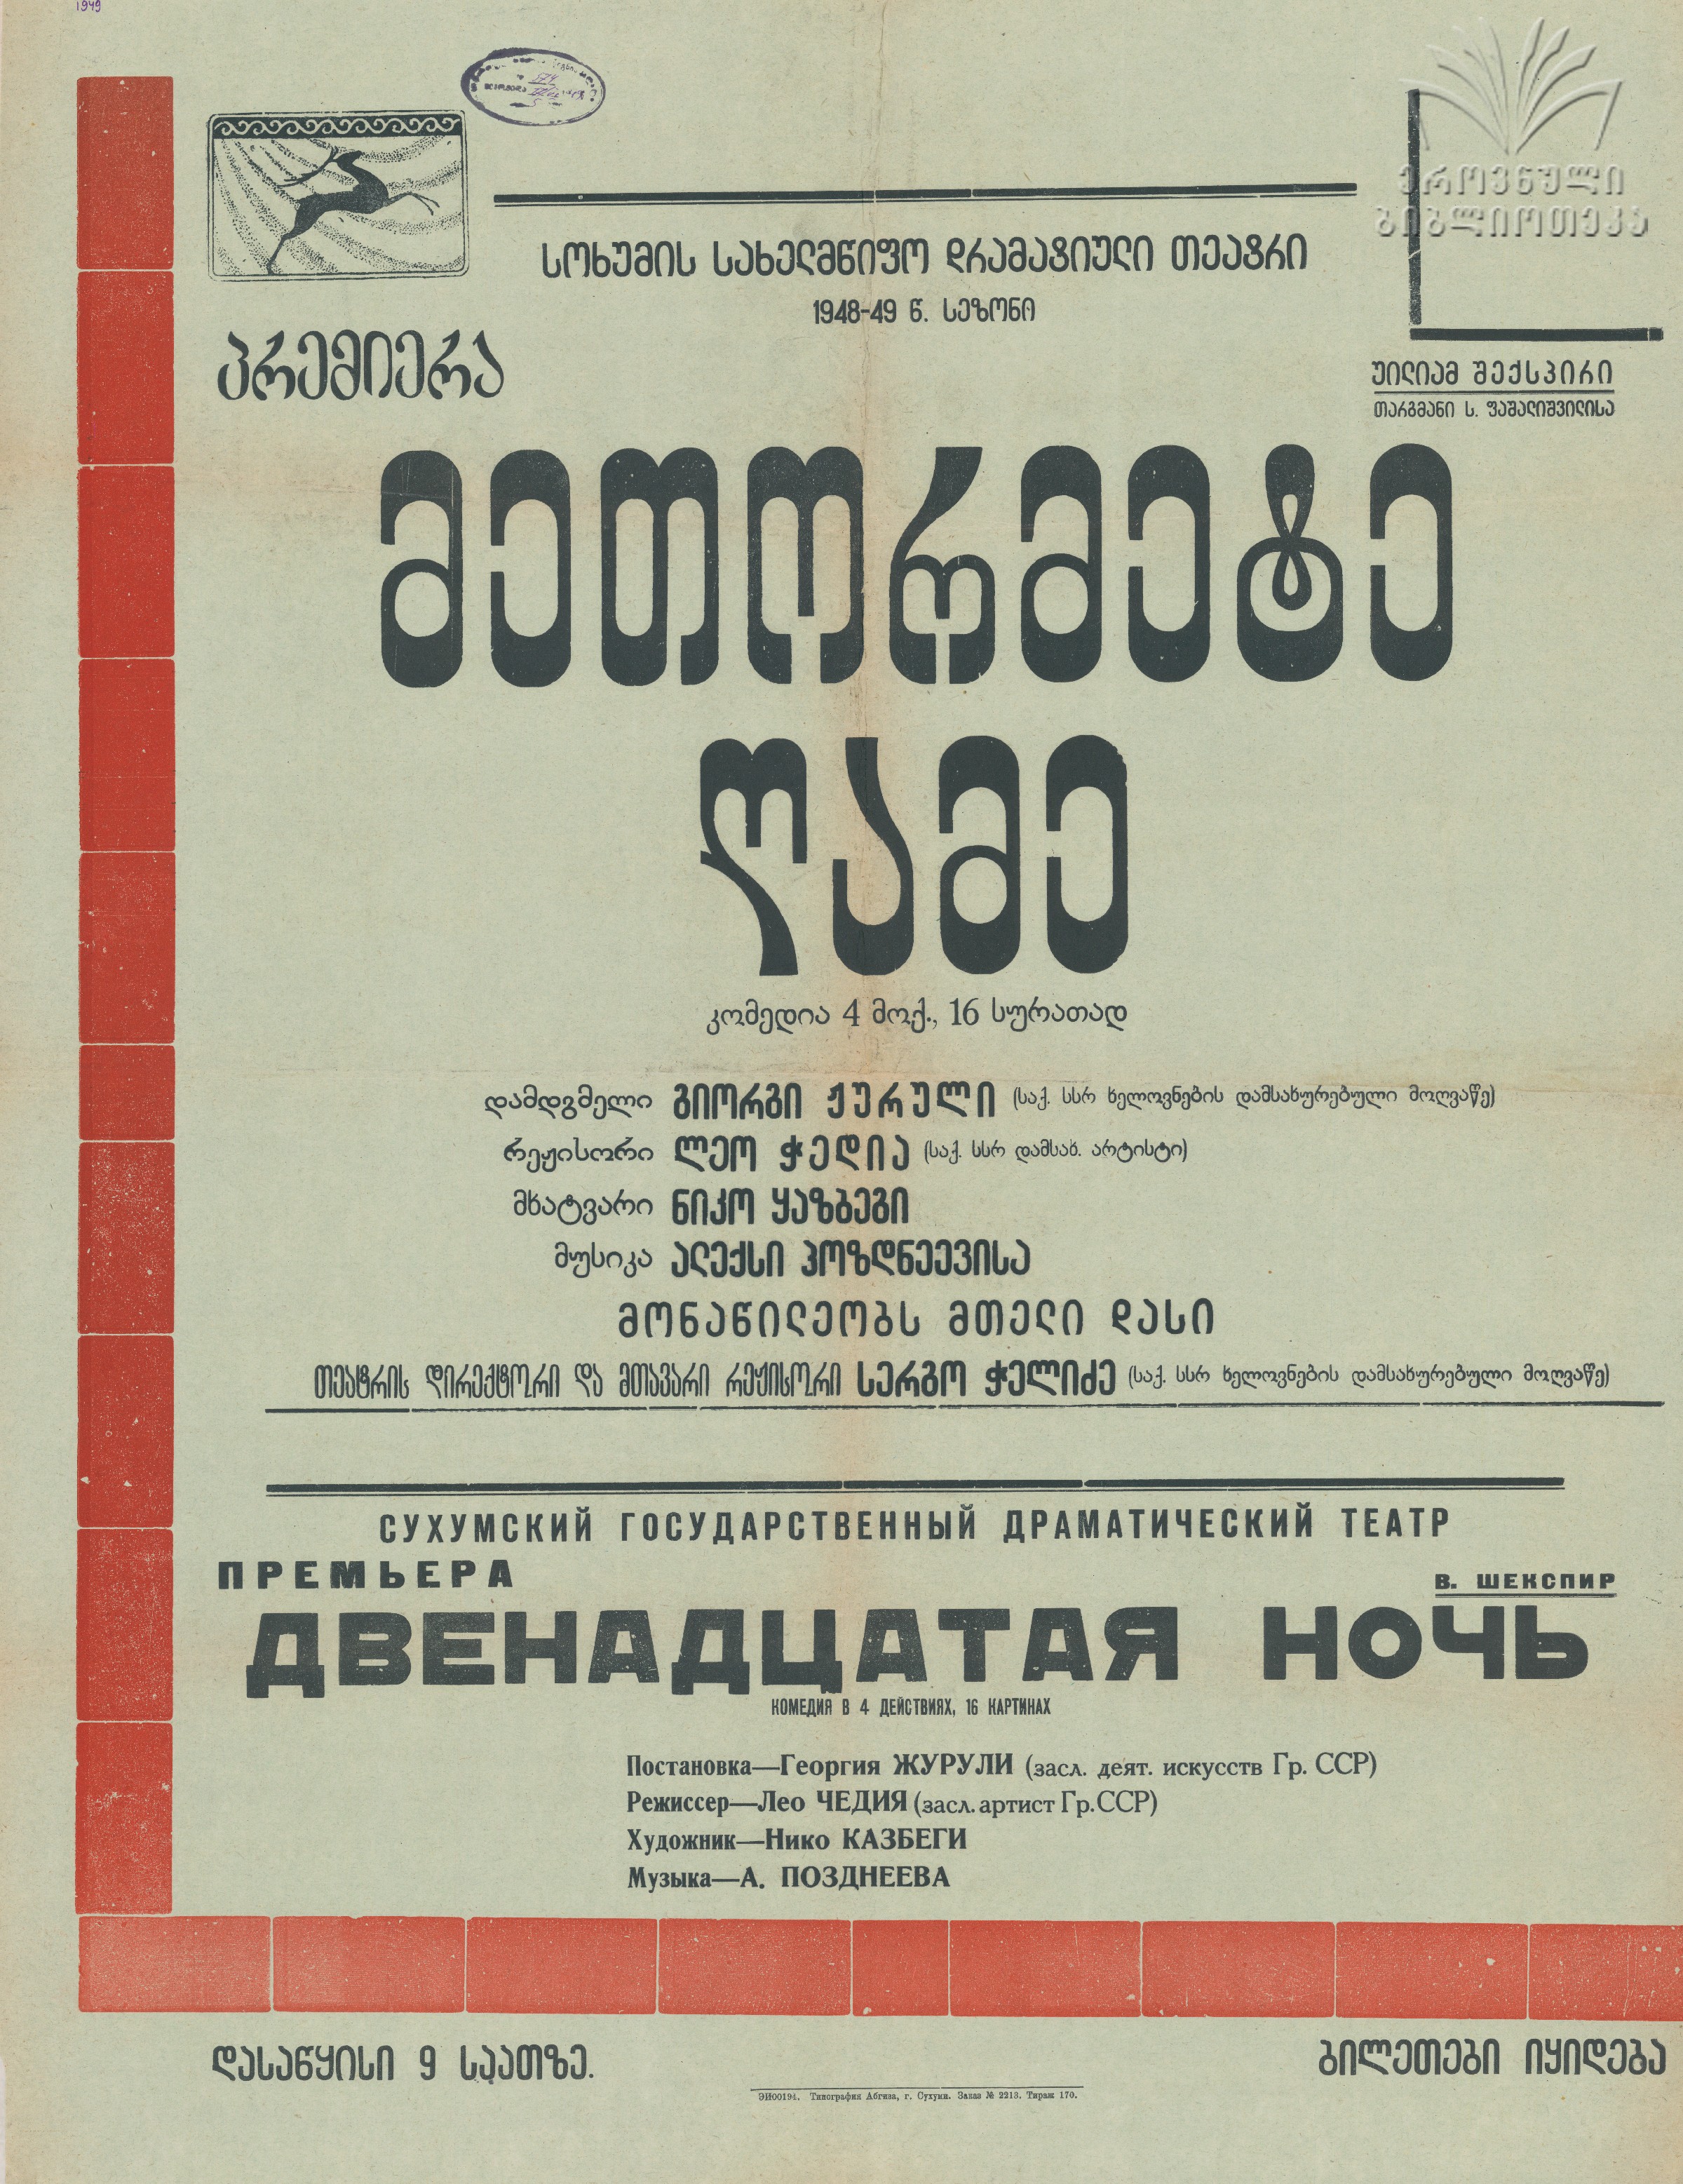 1949
ეროვნული
ბიბლიოთეკა
სოხუმის სახელმწიფო დრამატიული თეატრი
1948-49 წ. სეზონი
პრემიერა
უილიამ შექსპირი
თარგმანი ს. ფაშალიშვილისა
მეთორმეტე
ღამე
კომედია 4 მოქ., 16 სურათად
დამდგმელი გიორგი ჟურული (საქ. სსრ ხელოვნების დამსახურებული მოღვაწე)
რეჟისორი ლეო ჭედია (საქ. სსრ დამსახ. არტისტი)
მხატვარი ნიკო ყაზბეგი
მუსიკა ალექსი პოზდნეევისა
მონაწილეობს მთელი დასი
თეატრის დირექტორი და მთავარი რეჟისორი სერგო ჭელიძე (საქ. სსრ ხელოვნების დამსახურებული მოღვაწე)
СУХУМСКИЙ ГОСУДАРСТВЕННЫЙ ДРАМАТИЧЕСКИЙ ТЕАТР
ПРЕМЬЕРА
В. ШЕКСПИР
ДВЕНАДЦАТАЯ НОЧЬ
КОМЕДИЯ В 4 ДЕЙСТВИЯХ, 16 КАРТИНАХ
Постановка—Георгия ЖУРУЛИ (засл. деят. искусств Гр. ССР)
Режиссер—Лео ЧЕДИЯ (засл. артист Гр. ССР)
Художник—Нико КАЗБЕГИ
Музыка—А. ПОЗДНЕЕВА
დასაწყისი 9 საათზე.
ბილეთები იყიდება
ЭИ00194. Типография Абгиза, г. Сухуми. Заказ № 2213. Тираж 170.